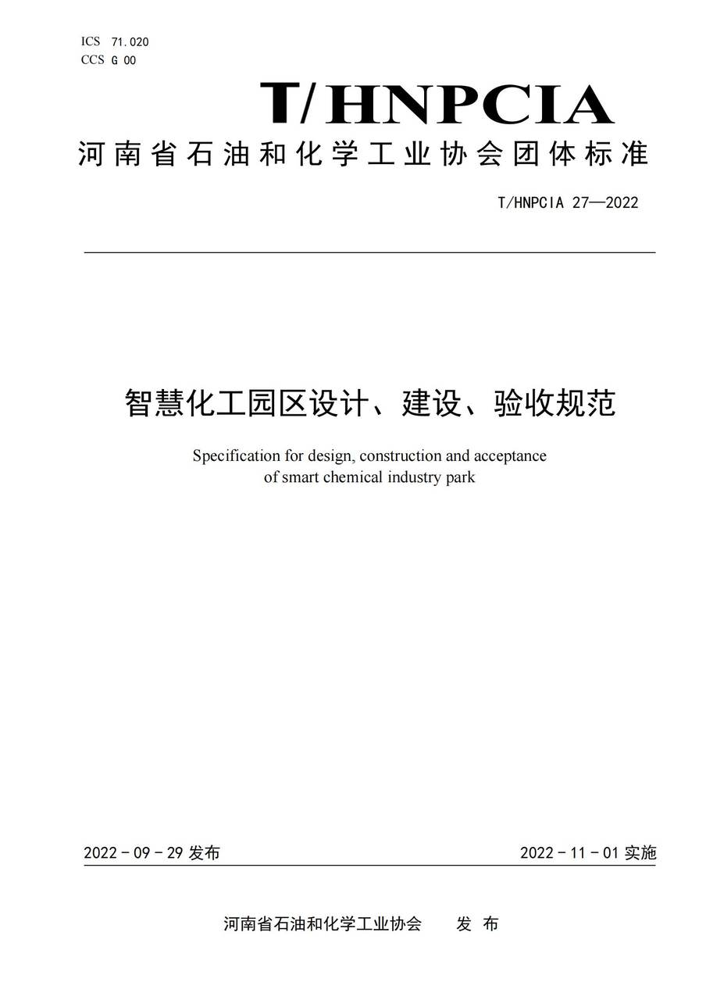 ICS 71.020
CCS G 00
T/HNPCIA
河南省石油和化学工业协会团体标准
T/HNPCIA 27—2022
智慧化工园区设计、建设、验收规范
Specification for design, construction and acceptance
of smart chemical industry park
2022-09-29 发布 2022-11-01 实施
河南省石油和化学工业协会 发 布